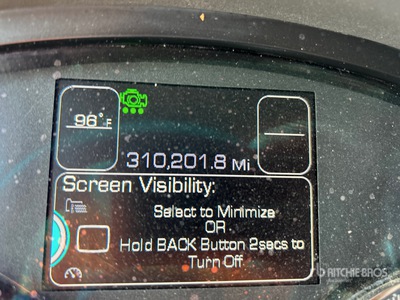 96°F
310,201.8 Mi
Screen Visibility:
Select to Minimize
OR
Hold BACK Button 2secs to
Turn Off
RITCHIE BROS.